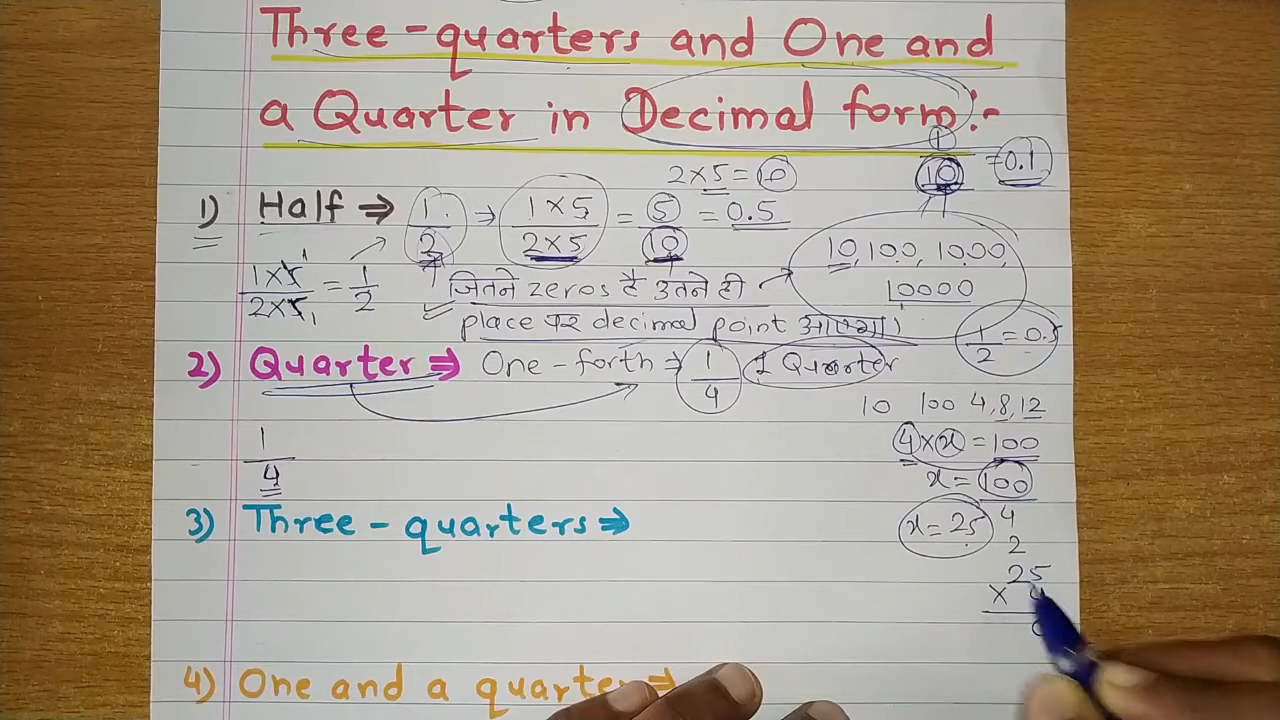 Three-quarters and One and
a Quarter in Decimal form:-
1/10 = 0.1
2×5=10
1) Half ⇒ 1/2 ⇒ 1×5/2×5 = 5/10 = 0.5
10, 100, 1000,
10000
1×5/2×5 = 1/2
जितने zeros है उतने ही
place पर decimal point आएगा।
1/2 = 0.5
2) Quarter ⇒ One-forth ⇒ 1/4 Quarter
10 100 4,8,12
1/4
4×x=100
x=100/4
3) Three-quarters ⇒
x=25
2
25
×
4) One and a quarter ⇒